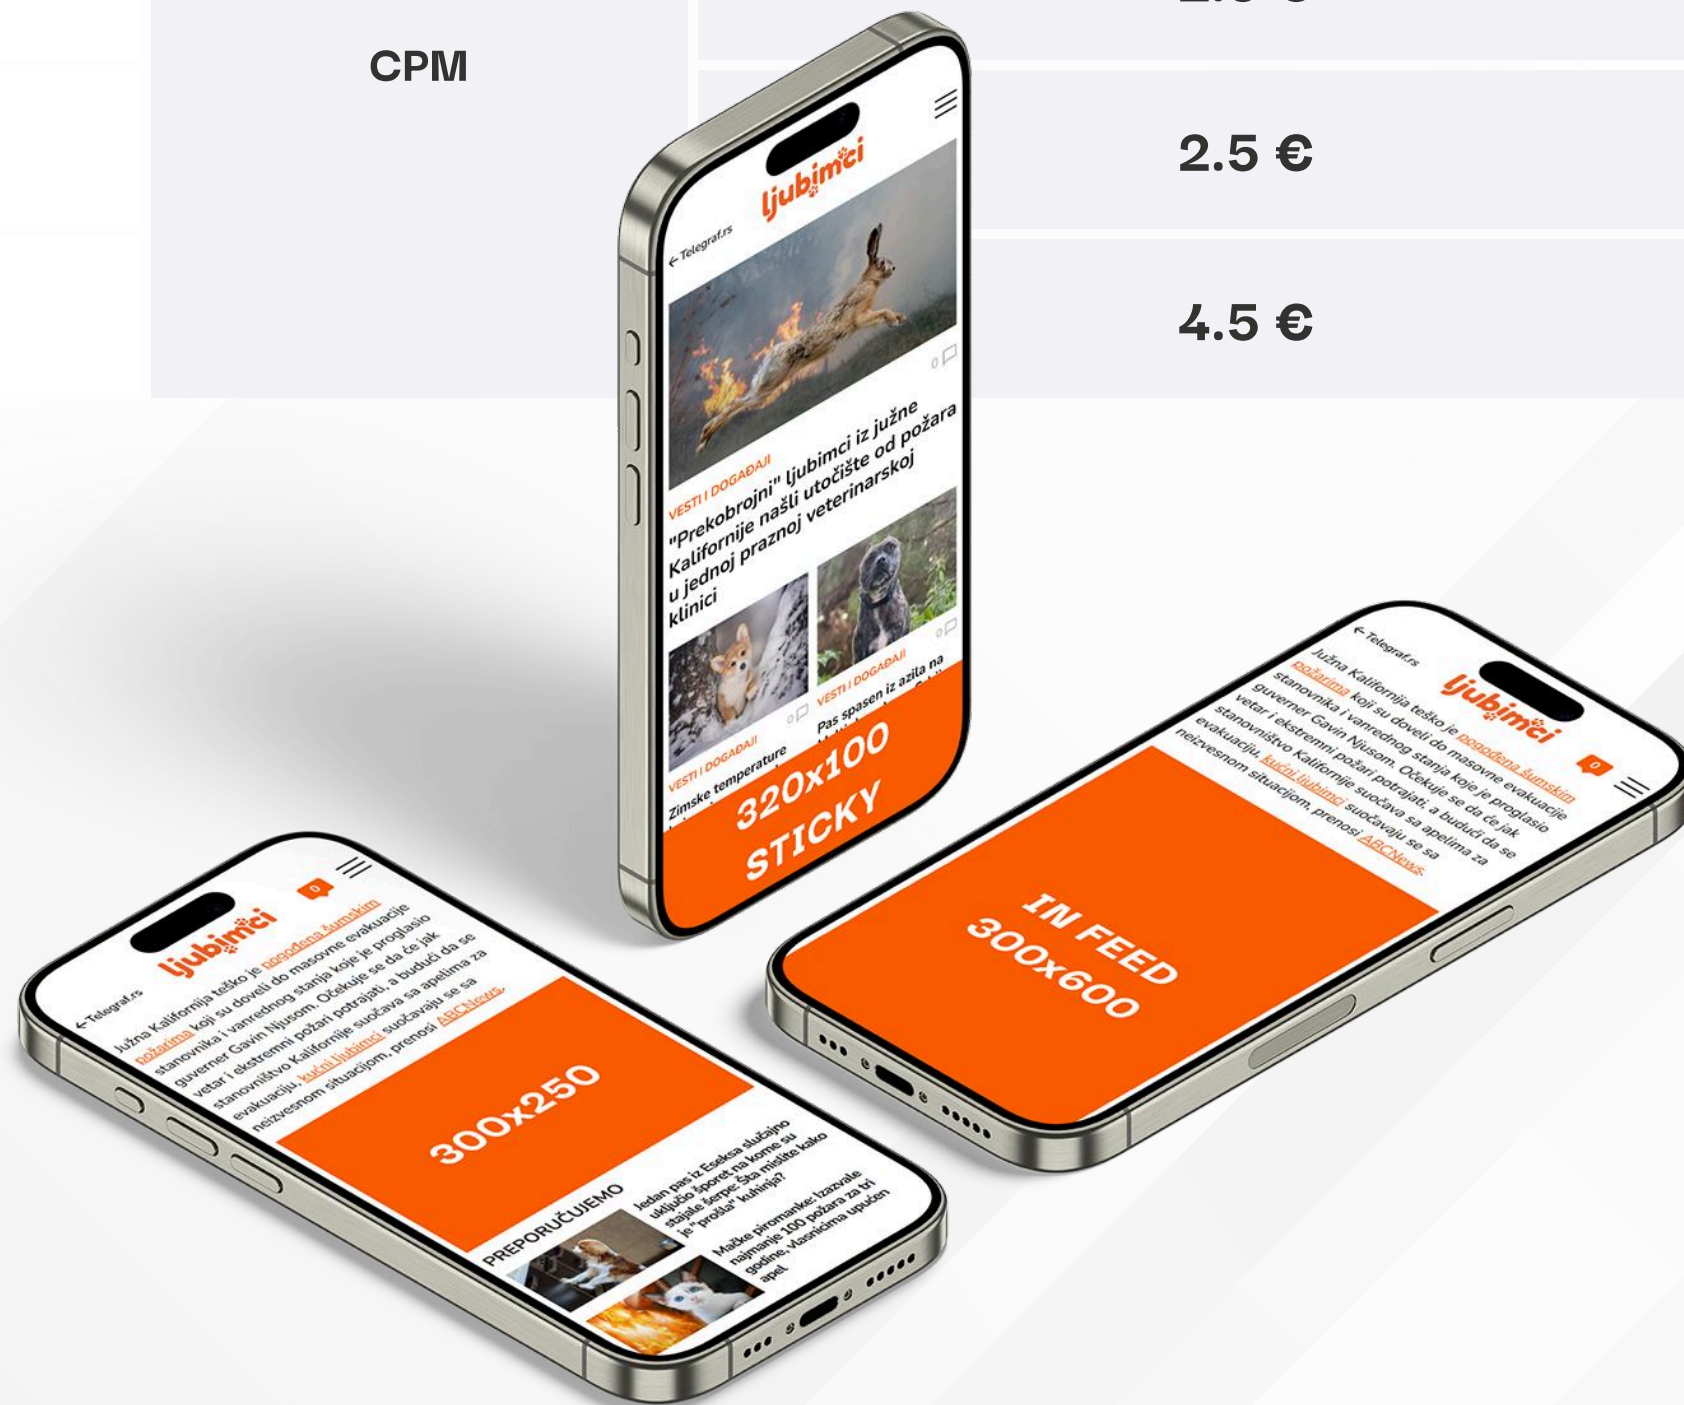 CPM
2.5 €
4.5 €
ljubimci
← Telegraf.rs
0
VESTI I DOGAĐAJI
"Prekobrojni" ljubimci iz južne
Kalifornije našli utočište od požara
u jednoj praznoj veterinarskoj
klinici
0
VESTI I DOGAĐAJI
Zimske temperature
0
VESTI I DOGAĐAJI
Pas spasen iz azila na
320x100
STICKY
← Telegraf.rs
ljubimci
0
Južna Kalifornija teško je pogođena šumskim
požarima koji su doveli do masovne evakuacije
stanovnika i vanrednog stanja koje je proglasio
guverner Gavin Njusom. Očekuje se da će jak
vetar i ekstremni požari potrajati, a budući da se
stanovništvo Kalifornije suočava sa apelima za
evakuaciju, kućni ljubimci suočavaju se sa
neizvesnom situacijom, prenosi ABCNews.
IN FEED
300x600
← Telegraf.rs
ljubimci
0
Južna Kalifornija teško je pogođena šumskim
požarima koji su doveli do masovne evakuacije
stanovnika i vanrednog stanja koje je proglasio
guverner Gavin Njusom. Očekuje se da će jak
vetar i ekstremni požari potrajati, a budući da se
stanovništvo Kalifornije suočava sa apelima za
evakuaciju, kućni ljubimci suočavaju se sa
neizvesnom situacijom, prenosi ABCNews.
300x250
PREPORUČUJEMO
Jedan pas iz Eseksa slučajno
uključio šporet na kome su
stajale šerpe: Šta mislite kako
je "prošla" kuhinja?
Mačke piromanke: Izazvale
najmanje 100 požara za tri
godine, vlasnicima upućen
apel